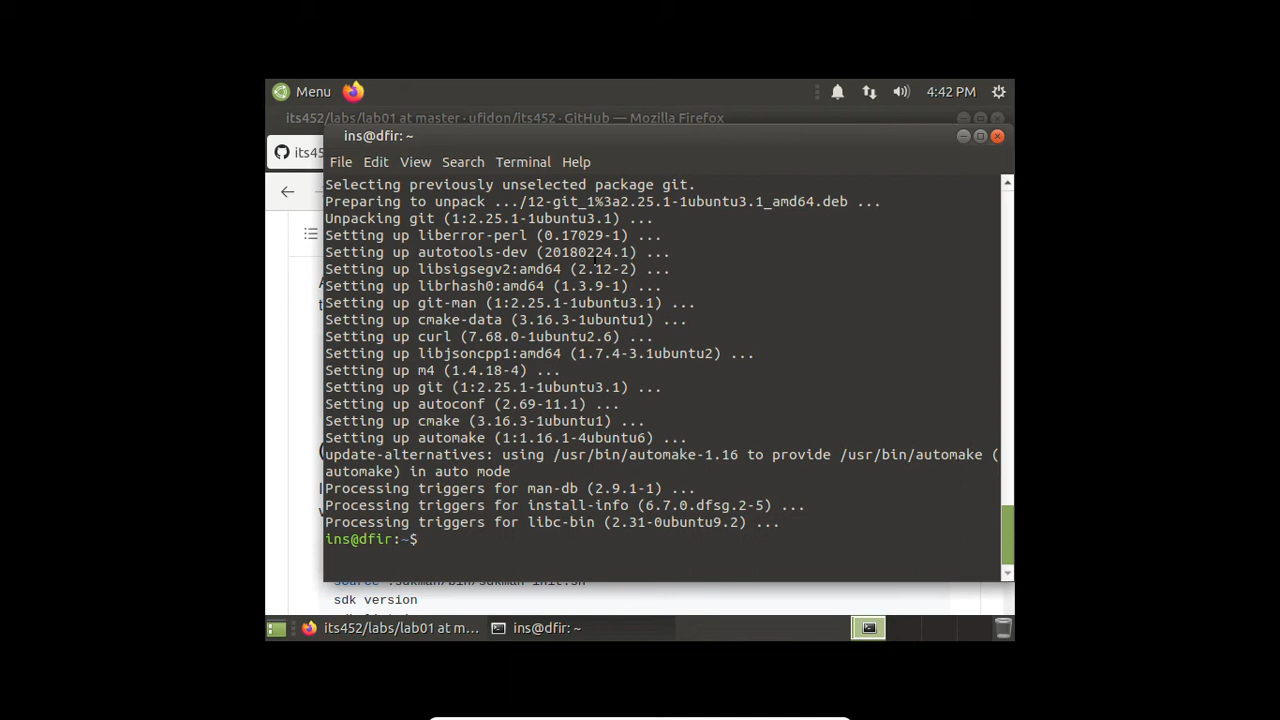 Menu
4:42 PM
its452/labs/lab01 at master · ufidon/its452 · GitHub — Mozilla Firefox
its45
ins@dfir: ~
File Edit View Search Terminal Help
Selecting previously unselected package git.
Preparing to unpack .../12-git_1%3a2.25.1-1ubuntu3.1_amd64.deb ...
Unpacking git (1:2.25.1-1ubuntu3.1) ...
Setting up liberror-perl (0.17029-1) ...
Setting up autotools-dev (20180224.1) ...
Setting up libsigsegv2:amd64 (2.12-2) ...
Setting up librhash0:amd64 (1.3.9-1) ...
Setting up git-man (1:2.25.1-1ubuntu3.1) ...
Setting up cmake-data (3.16.3-1ubuntu1) ...
Setting up curl (7.68.0-1ubuntu2.6) ...
Setting up libjsoncpp1:amd64 (1.7.4-3.1ubuntu2) ...
Setting up m4 (1.4.18-4) ...
Setting up git (1:2.25.1-1ubuntu3.1) ...
Setting up autoconf (2.69-11.1) ...
Setting up cmake (3.16.3-1ubuntu1) ...
Setting up automake (1:1.16.1-4ubuntu6) ...
update-alternatives: using /usr/bin/automake-1.16 to provide /usr/bin/automake (
automake) in auto mode
Processing triggers for man-db (2.9.1-1) ...
Processing triggers for install-info (6.7.0.dfsg.2-5) ...
Processing triggers for libc-bin (2.31-0ubuntu9.2) ...
ins@dfir:~$
sdk version
its452/labs/lab01 at m... ins@dfir: ~